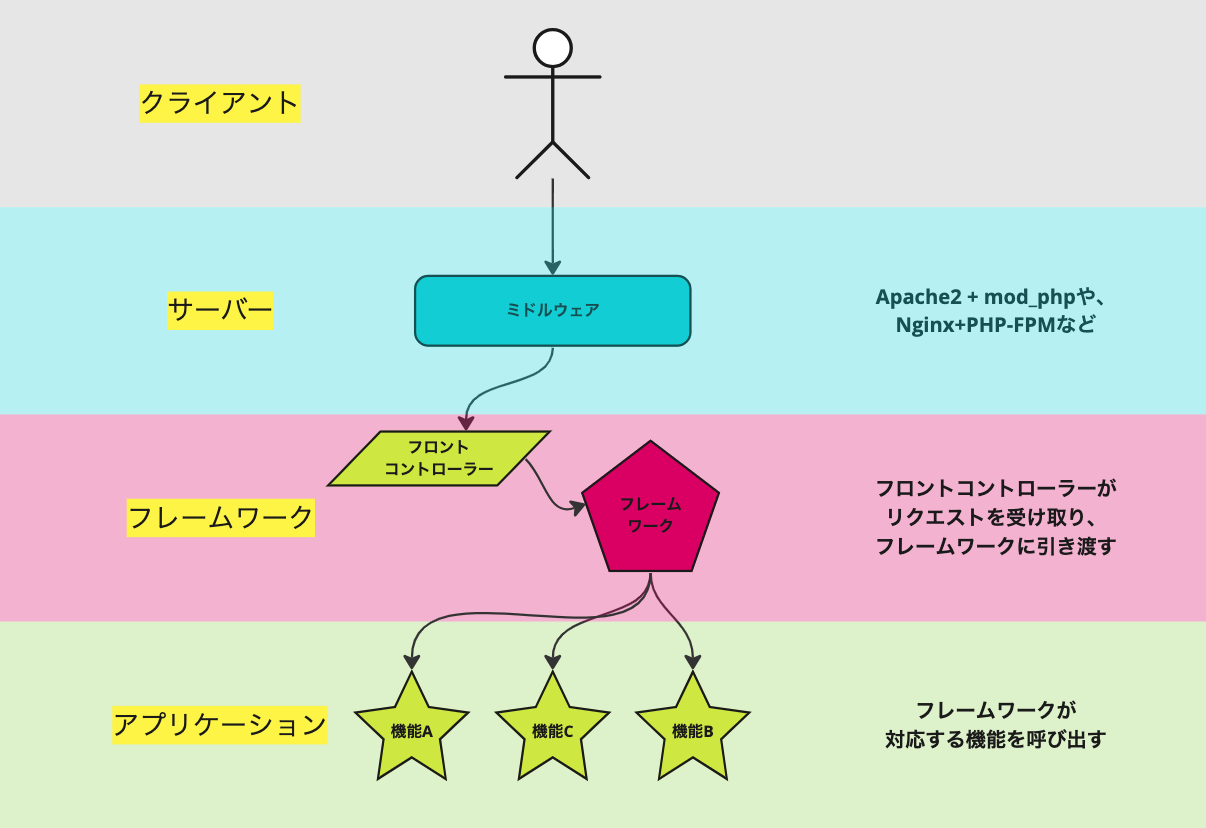 クライアント
サーバー
ミドルウェア
Apache2 + mod_phpや、
Nginx+PHP-FPMなど
フレームワーク
フロント
コントローラー
フレーム
ワーク
フロントコントローラーが
リクエストを受け取り、
フレームワークに引き渡す
アプリケーション
機能A
機能C
機能B
フレームワークが
対応する機能を呼び出す